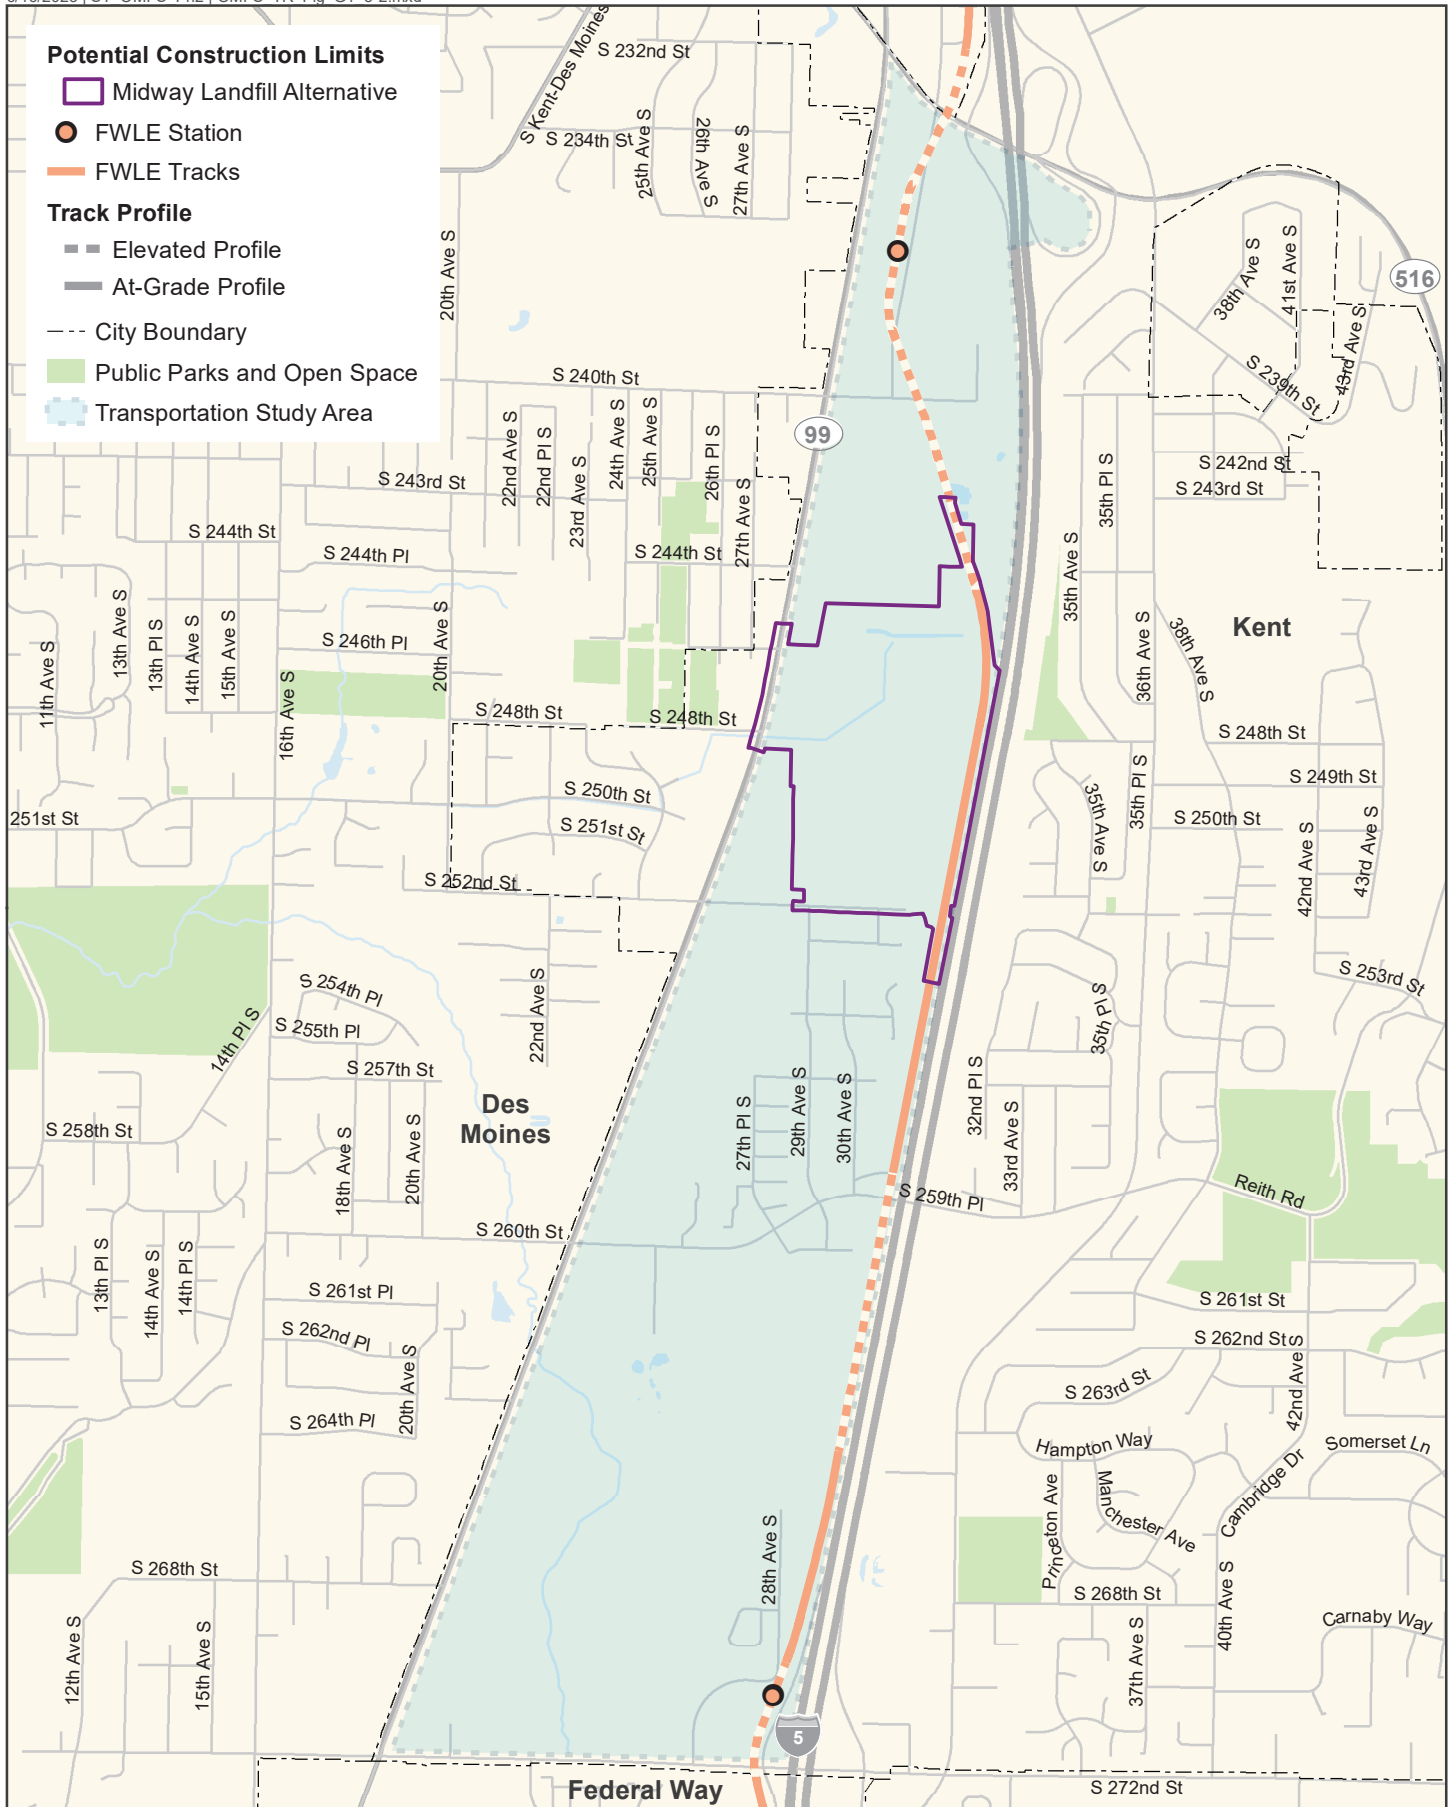 Potential Construction Limits
Midway Landfill Alternative
FWLE Station
FWLE Tracks
Track Profile
Elevated Profile
At-Grade Profile
City Boundary
Public Parks and Open Space
Transportation Study Area
S Kent-Des Moines
S 232nd St
S 234th St
25th Ave S
26th Ave S
27th Ave S
20th Ave S
516
38th Ave S
41st Ave S
43rd Ave S
S 239th St
S 240th St
99
22nd Ave S
22nd Pl S
23rd Ave S
24th Ave S
25th Ave S
26th Pl S
27th Ave S
S 242nd St
S 243rd St
S 243rd St
35th Pl S
35th Ave S
S 244th St
S 244th Pl
S 244th St
13th Ave S
13th Pl S
14th Ave S
15th Ave S
11th Ave S
16th Ave S
20th Ave S
S 246th Pl
36th Ave S
38th Ave S
Kent
S 248th St
S 248th St
S 248th St
S 249th St
S 250th St
S 250th St
35th Ave S
35th Pl S
42nd Ave S
43rd Ave S
251st St
S 251st St
S 252nd St
S 253rd St
S 254th Pl
S 255th Pl
14th Pl S
22nd Ave S
35th Pl S
S 257th St
Des
Moines
27th Pl S
29th Ave S
30th Ave S
32nd Pl S
33rd Ave S
S 258th St
18th Ave S
20th Ave S
S 259th Pl
Reith Rd
S 260th St
13th Pl S
14th Ave S
14th Pl S
S 261st Pl
S 261st St
S 262nd Pl
S 262nd St
20th Ave S
42nd Ave S
S 263rd St
S 264th Pl
Hampton Way
Somerset Ln
Cambridge Dr
Manchester Ave
Princeton Ave
28th Ave S
S 268th St
S 268th St
40th Ave S
37th Ave S
Carnaby Way
12th Ave S
15th Ave S
5
Federal Way
S 272nd St